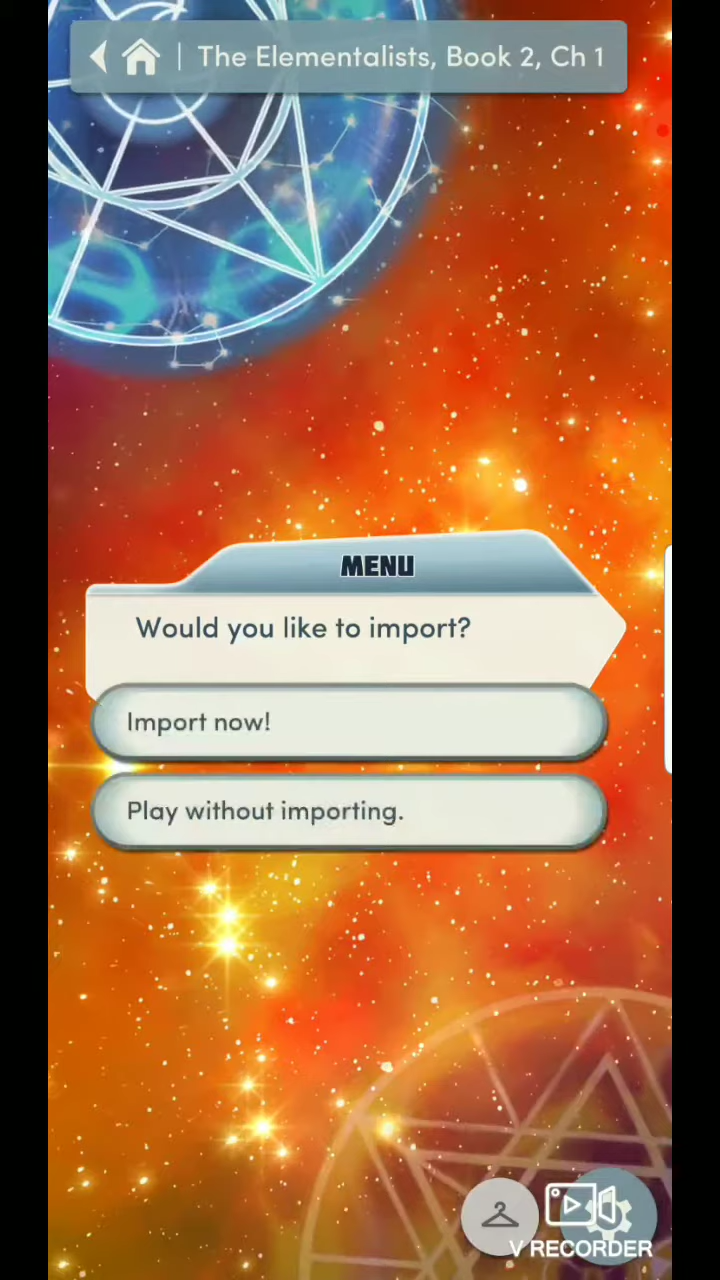 | The Elementalists, Book 2, Ch 1
MENU
Would you like to import?
Import now!
Play without importing.
V RECORDER